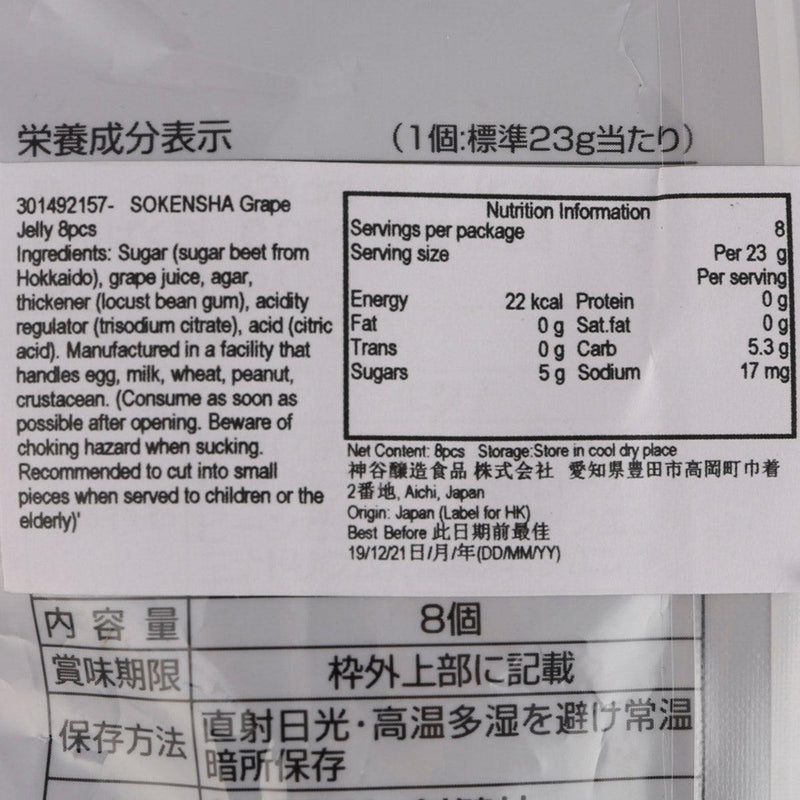 栄養成分表示 (1個:標準23g当たり)
301492157- SOKENSHA Grape
Jelly 8pcs
Ingredients: Sugar (sugar beet from
Hokkaido), grape juice, agar,
thickener (locust bean gum), acidity
regulator (trisodium citrate), acid (citric
acid). Manufactured in a facility that
handles egg, milk, wheat, peanut,
crustacean. (Consume as soon as
possible after opening. Beware of
choking hazard when sucking.
Recommended to cut into small
pieces when served to children or the
elderly)'
Nutrition Information
Servings per package 8
Serving size Per 23 g
Per serving
Energy 22 kcal Protein 0 g
Fat 0 g Sat.fat 0 g
Trans 0 g Carb 5.3 g
Sugars 5 g Sodium 17 mg
Net Content: 8pcs Storage:Store in cool dry place
神谷醸造食品 株式会社 愛知県豊田市高岡町巾着
2番地, Aichi, Japan
Origin: Japan (Label for HK)
Best Before 此日期前最佳
19/12/21日/月/年(DD/MM/YY)
内容量 8個
賞味期限 枠外上部に記載
保存方法 直射日光・高温多湿を避け常温
暗所保存